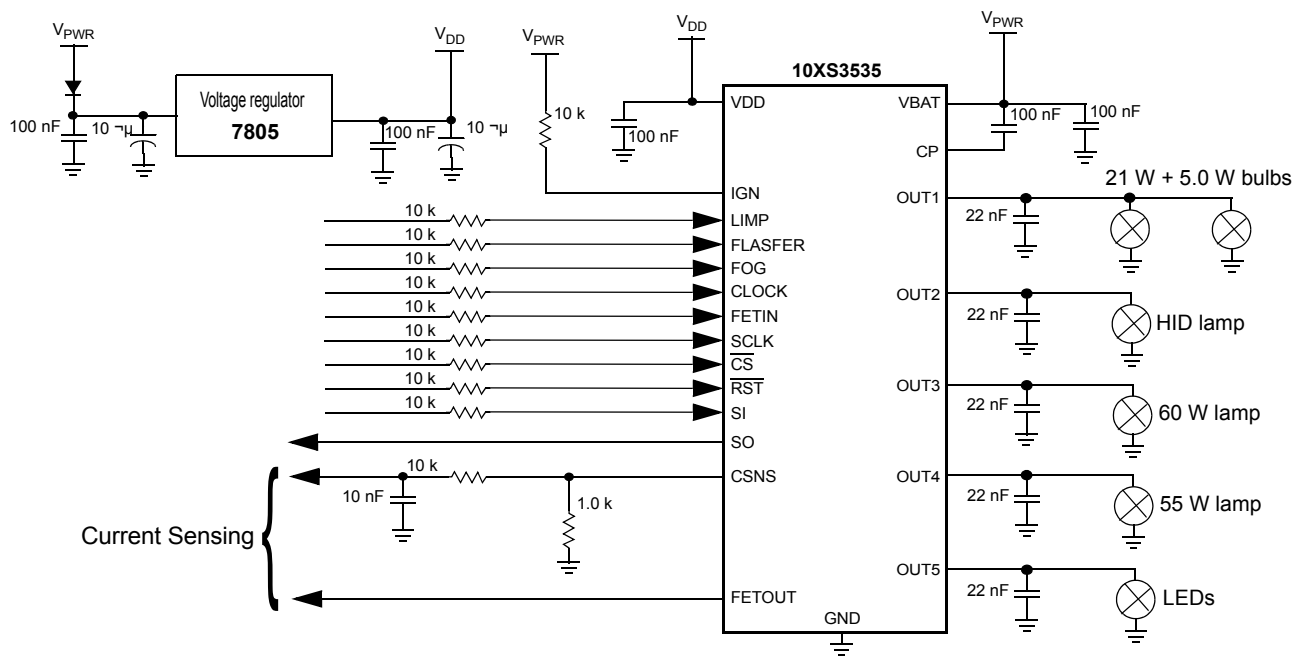 VPWR
VDD
VPWR
VDD
VPWR
10XS3535
Voltage regulator
7805
100 nF
10 ¬µ
100 nF
10 ¬µ
10 k
100 nF
VDD
VBAT
100 nF
100 nF
CP
IGN
OUT1
21 W + 5.0 W bulbs
22 nF
10 k
LIMP
10 k
FLASFER
10 k
FOG
10 k
CLOCK
OUT2
22 nF
HID lamp
10 k
FETIN
10 k
SCLK
10 k
CS
10 k
RST
OUT3
22 nF
60 W lamp
10 k
SI
SO
10 k
CSNS
10 nF
1.0 k
OUT4
22 nF
55 W lamp
Current Sensing
FETOUT
OUT5
22 nF
LEDs
GND